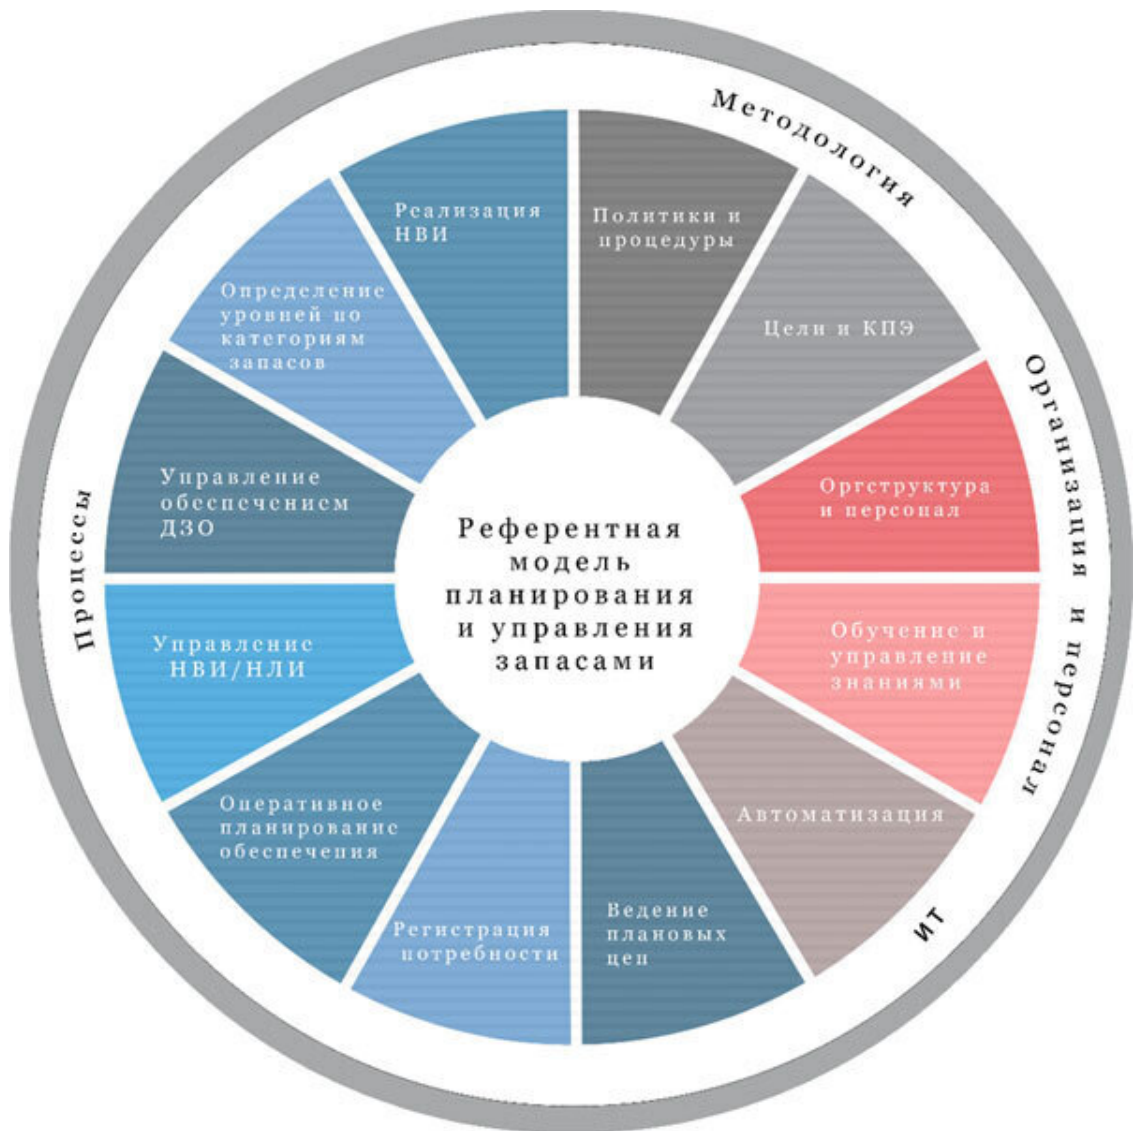 Референтная
модель
планирования
и управления
запасами
Методология
Политики и
процедуры
Цели и КПЭ
Организация и персонал
Оргструктура
и персонал
Обучение и
управление
знаниями
ИТ
Автоматизация
Процессы
Ведение
плановых
цен
Регистрация
потребности
Оперативное
планирование
обеспечения
Управление
НВИ/НЛИ
Управление
обеспечением
ДЗО
Определение
уровней по
категориям
запасов
Реализация
НВИ